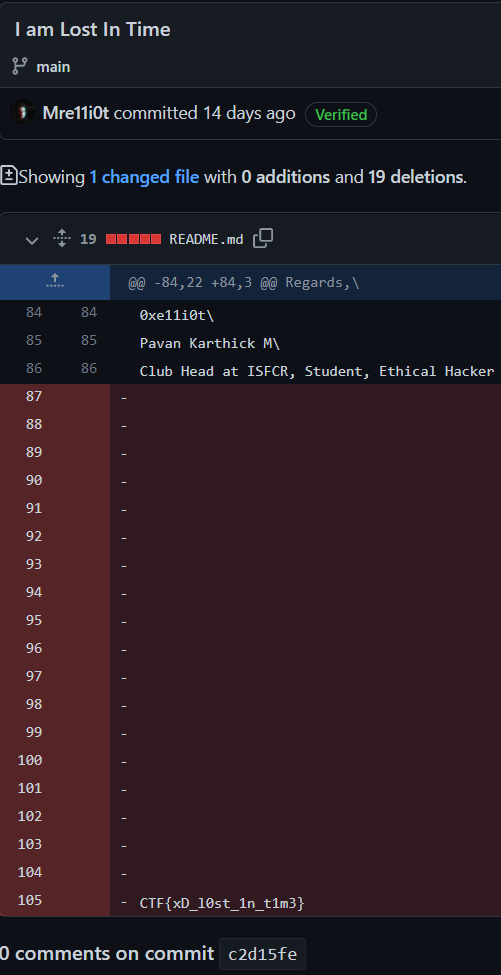 I am Lost In Time
main
Mre11i0t committed 14 days ago Verified
Showing 1 changed file with 0 additions and 19 deletions.
19 README.md
@@ -84,22 +84,3 @@ Regards,\
84 84 0xe11i0t\
85 85 Pavan Karthick M\
86 86 Club Head at ISFCR, Student, Ethical Hacker
87 -
88 -
89 -
90 -
91 -
92 -
93 -
94 -
95 -
96 -
97 -
98 -
99 -
100 -
101 -
102 -
103 -
104 -
105 - CTF{xD_l0st_1n_t1m3}
0 comments on commit c2d15fe